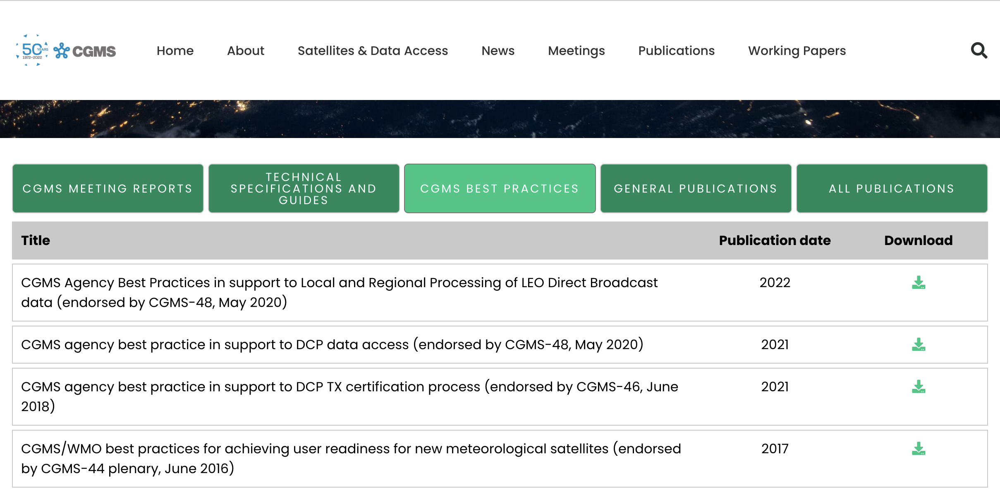 50 YEARS
1972-2022
CGMS
Home
About
Satellites & Data Access
News
Meetings
Publications
Working Papers
CGMS MEETING REPORTS
TECHNICAL
SPECIFICATIONS AND
GUIDES
CGMS BEST PRACTICES
GENERAL PUBLICATIONS
ALL PUBLICATIONS
Title
Publication date
Download
CGMS Agency Best Practices in support to Local and Regional Processing of LEO Direct Broadcast
data (endorsed by CGMS-48, May 2020)
2022
CGMS agency best practice in support to DCP data access (endorsed by CGMS-48, May 2020)
2021
CGMS agency best practice in support to DCP TX certification process (endorsed by CGMS-46, June
2018)
2021
CGMS/WMO best practices for achieving user readiness for new meteorological satellites (endorsed
by CGMS-44 plenary, June 2016)
2017